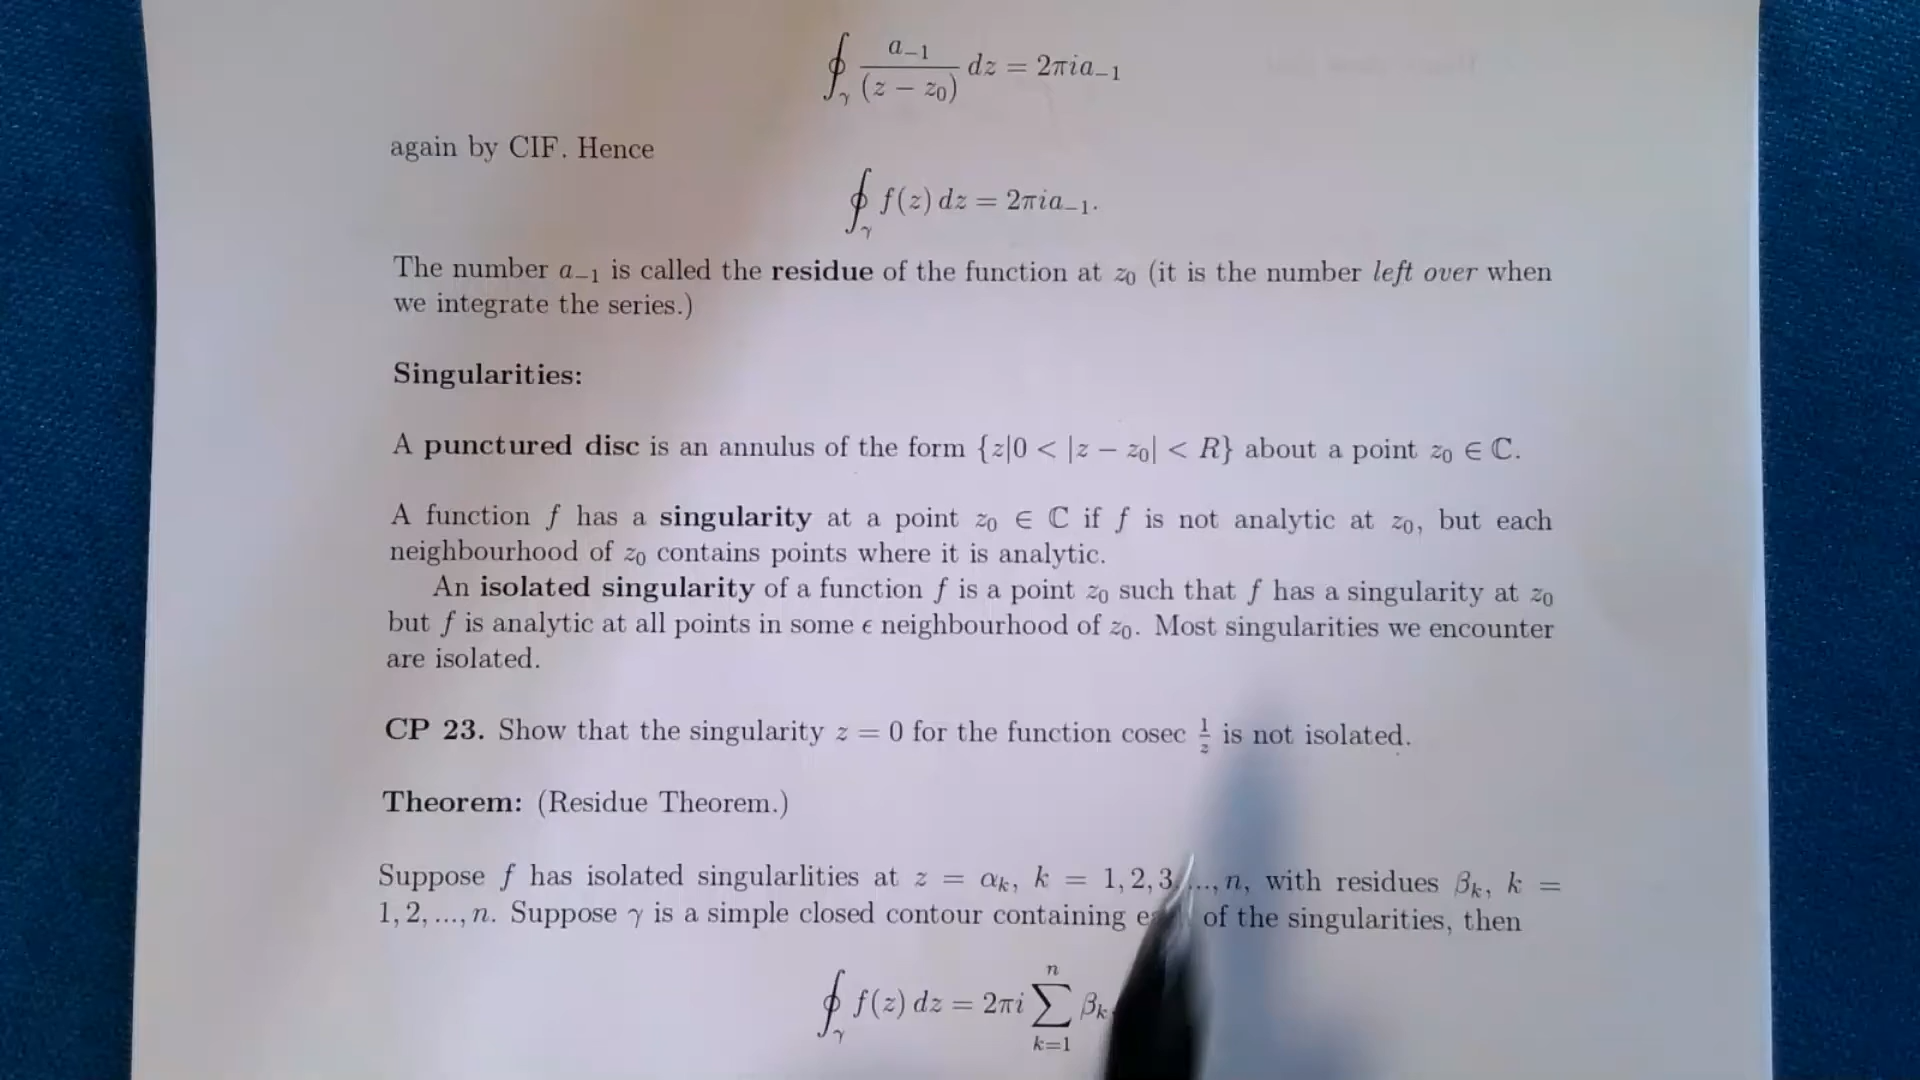 ∮_γ a_{-1}/(z − z_0) dz = 2πia_{-1}
again by CIF. Hence
∮_γ f(z) dz = 2πia_{-1}.
The number a_{-1} is called the residue of the function at z_0 (it is the number left over when
we integrate the series.)
Singularities:
A punctured disc is an annulus of the form {z|0 < |z − z_0| < R} about a point z_0 ∈ ℂ.
A function f has a singularity at a point z_0 ∈ ℂ if f is not analytic at z_0, but each
neighbourhood of z_0 contains points where it is analytic.
An isolated singularity of a function f is a point z_0 such that f has a singularity at z_0
but f is analytic at all points in some ϵ neighbourhood of z_0. Most singularities we encounter
are isolated.
CP 23. Show that the singularity z = 0 for the function cosec 1/z is not isolated.
Theorem: (Residue Theorem.)
Suppose f has isolated singularlities at z = α_k, k = 1, 2, 3, ..., n, with residues β_k, k =
1, 2, ..., n. Suppose γ is a simple closed contour containing of the singularities, then
∮_γ f(z) dz = 2πi ∑_{k=1}^{n} β_k